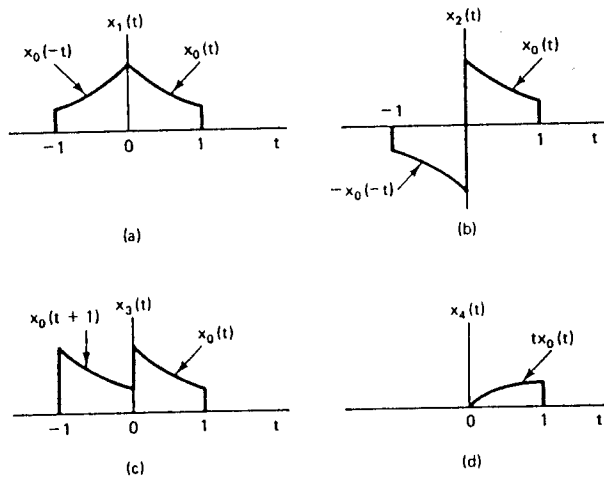 x₁(t)
x₀(-t)
x₀(t)
-1
0
1
t
(a)
x₂(t)
x₀(t)
-1
1
t
-x₀(-t)
(b)
x₃(t)
x₀(t + 1)
x₀(t)
-1
0
1
t
(c)
x₄(t)
tx₀(t)
0
1
t
(d)